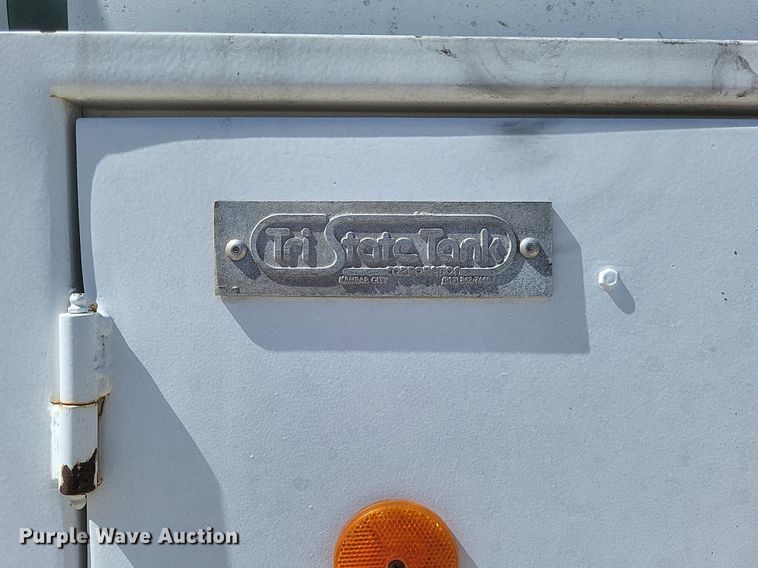 Tri State Tank
CORPORATION
KANSAS CITY
Purple Wave Auction